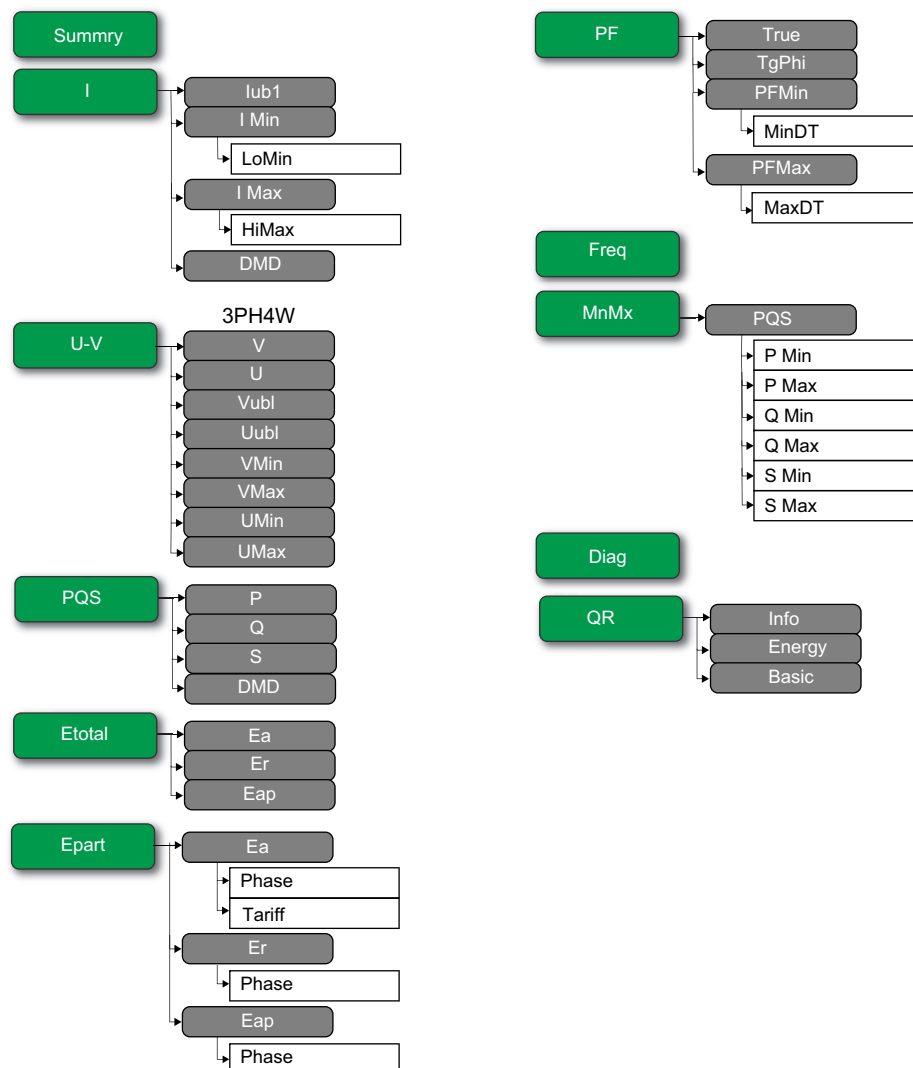 Summry
I
Iub1
I Min
LoMin
I Max
HiMax
DMD
3PH4W
U-V
V
U
Vubl
Uubl
VMin
VMax
UMin
UMax
PQS
P
Q
S
DMD
Etotal
Ea
Er
Eap
Epart
Ea
Phase
Tariff
Er
Phase
Eap
Phase
PF
True
TgPhi
PFMin
MinDT
PFMax
MaxDT
Freq
MnMx
PQS
P Min
P Max
Q Min
Q Max
S Min
S Max
Diag
QR
Info
Energy
Basic